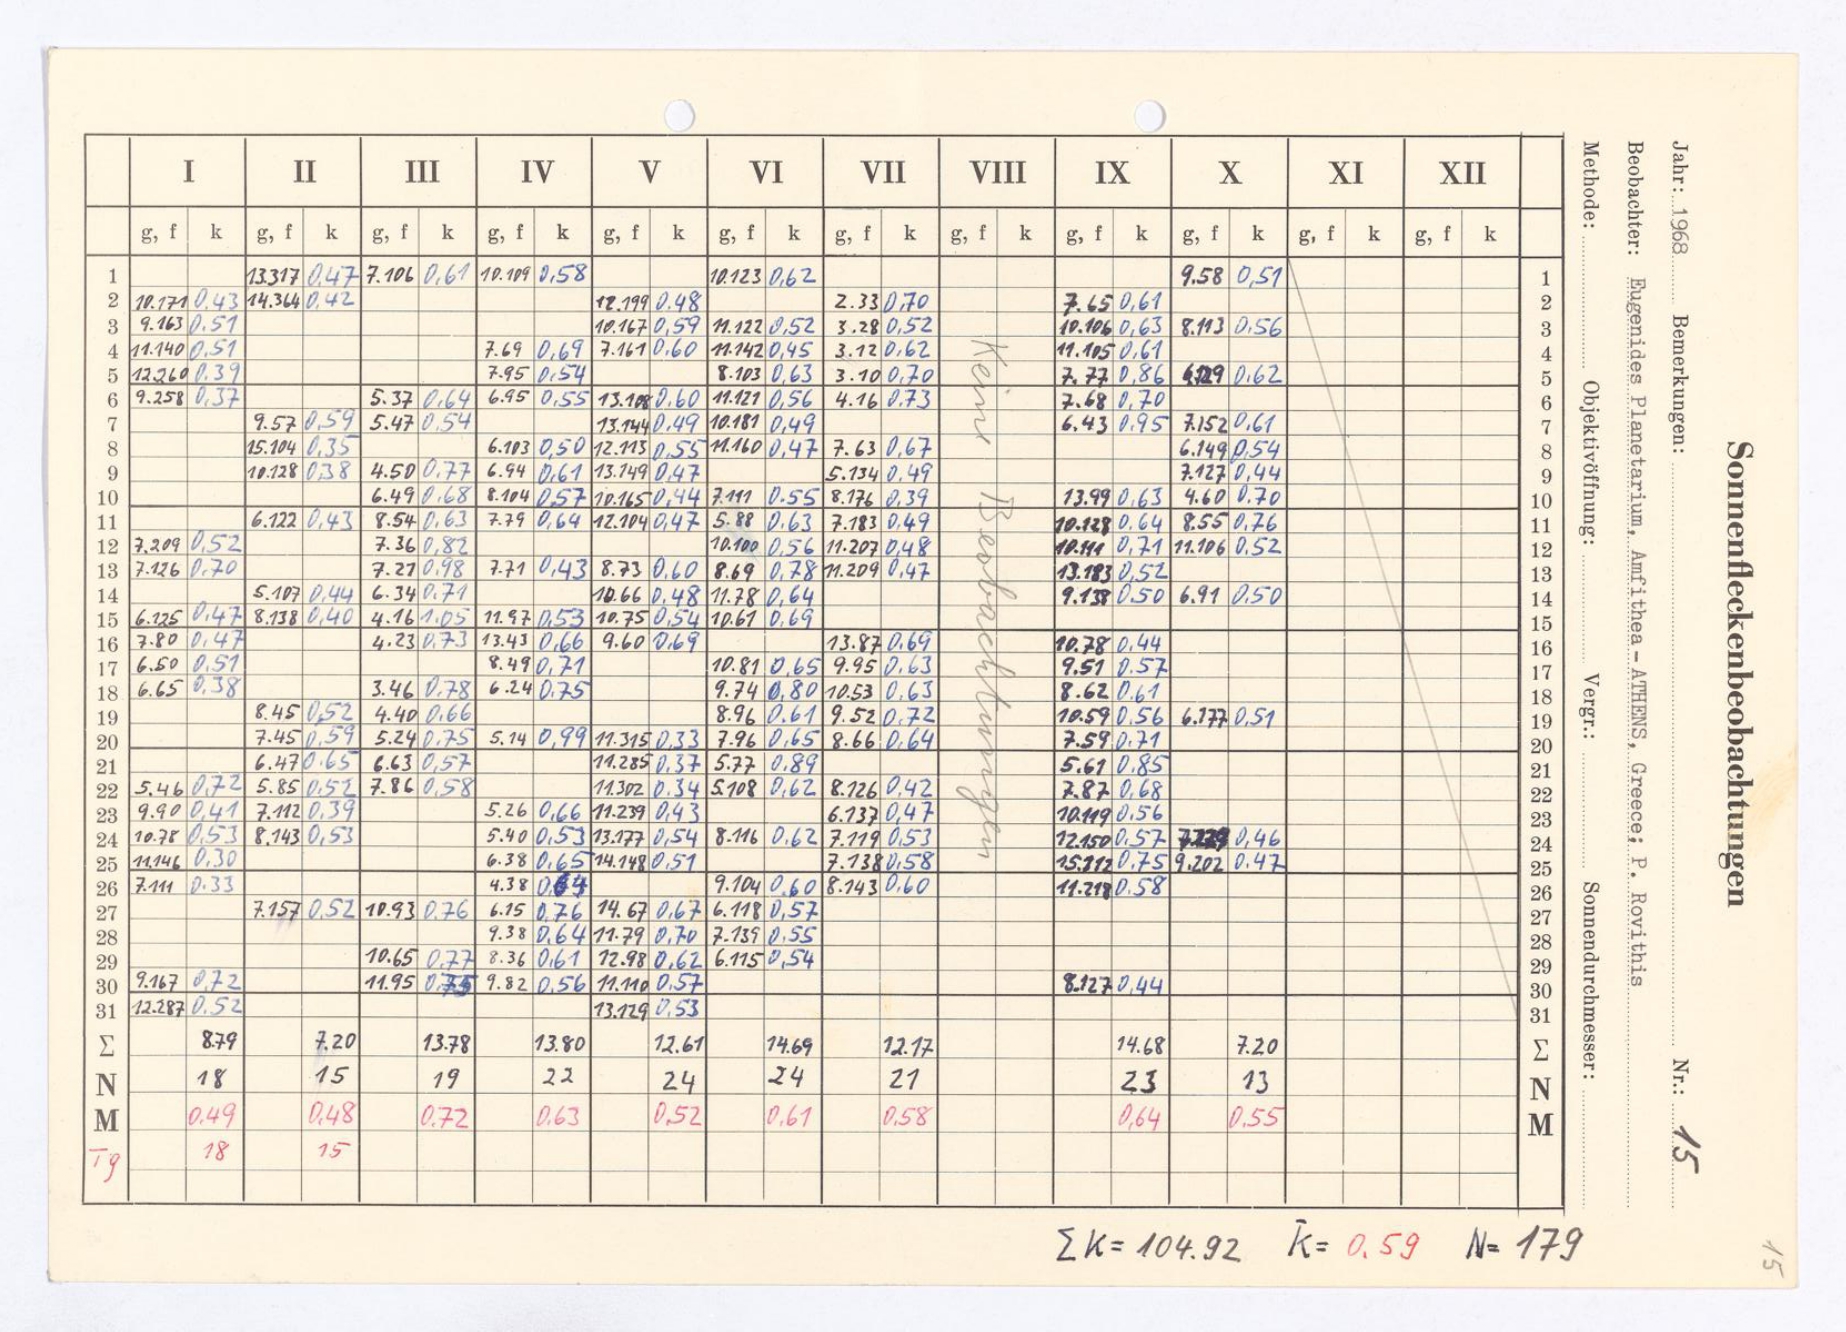 I II III IV V VI VII VIII IX X XI XII
g, f k g, f k g, f k g, f k g, f k g, f k g, f k g, f k g, f k g, f k g, f k g, f k
1 13.317 0,47 7.106 0,61 10.109 0,58 10.123 0,62 9.58 0,51 1
2 10.171 0,43 14.364 0,42 12.199 0.48 2.33 0,70 7.65 0,61 2
3 9.163 0.51 10.167 0,59 11.122 0,52 3.28 0,52 10.106 0,63 8.113 0.56 3
4 11.140 0,51 7.69 0,69 7.161 0.60 11.142 0,45 3.12 0,62 11.105 0,61 4
5 12.260 0.39 7.95 0,54 8.103 0,63 3.10 0,70 7.77 0,86 0,62 5
6 9.258 0,37 5.37 0,64 6.95 0,55 13.108 0.60 11.121 0,56 4.16 0,73 7.68 0,70 6
7 9.57 0,59 5.47 0,54 13.144 0,49 10.181 0,49 6.43 0.95 7.152 0,61 7
8 15.104 0,35 6.103 0,50 12.113 0,55 11.160 0,47 7.63 0,67 6.149 0,54 8
9 10.128 0,38 4.50 0,77 6.94 0,61 13.149 0,47 5.134 0,49 7.127 0,44 9
10 6.49 0,68 8.104 0,57 10.165 0,44 7.111 0.55 8.176 0,39 13.99 0,63 4.60 0.70 10
11 6.122 0,43 8.54 0,63 7.79 0,64 12.104 0,47 5.88 0,63 7.183 0,49 10.128 0,64 8.55 0,76 11
12 7.209 0,52 7.36 0,82 10.100 0,56 11.207 0,48 10.111 0,71 11.106 0,52 12
13 7.126 0,70 7.27 0,98 7.71 0,43 8.73 0,60 8.69 0,78 11.209 0,47 13.183 0,52 13
14 5.107 0,44 6.34 0.71 10.66 0,48 11.78 0,64 9.138 0.50 6.91 0,50 14
15 6.125 0,47 8.138 0,40 4.16 1.05 11.97 0,53 10.75 0,54 10.61 0,69 15
16 7.80 0,47 4.23 0,73 13.43 0,66 9.60 0,69 13.87 0.69 10.78 0,44 16
17 6.50 0,51 8.49 0,71 10.81 0,65 9.95 0,63 9.51 0.57 17
18 6.65 0,38 3.46 0,78 6.24 0.75 9.74 0,80 10.53 0,63 8.62 0.61 18
19 8.45 0,52 4.40 0,66 8.96 0.61 9.52 0,72 10.59 0,56 6.177 0,51 19
20 7.45 0,59 5.24 0.75 5.14 0,99 11.315 0.33 7.96 0,65 8.66 0,64 7.59 0.71 20
21 6.47 0.65 6.63 0,57 11.285 0,37 5.77 0.89 5.61 0.85 21
22 5.46 0,72 5.85 0.52 7.86 0,58 11.302 0.34 5.108 0,62 8.126 0,42 7.87 0,68 22
23 9.90 0,41 7.112 0,39 5.26 0,66 11.239 0,43 6.137 0,47 10.119 0.56 23
24 10.78 0,53 8.143 0,53 5.40 0,53 13.177 0,54 8.116 0,62 7.119 0,53 12.150 0,57 0,46 24
25 11.146 0,30 6.38 0,65 14.148 0,51 7.138 0,58 15.212 0,75 9.202 0.47 25
26 7.111 0.33 4.38 0,64 9.104 0,60 8.143 0,60 11.218 0.58 26
27 7.157 0,52 10.93 0.76 6.15 0,76 14.67 0,67 6.118 0,57 27
28 9.38 0,64 11.79 0,70 7.139 0.55 28
29 10.65 0,77 8.36 0,61 12.98 0,62 6.115 0,54 29
30 9.167 0,72 11.95 0,75 9.82 0,56 11.110 0.57 8.127 0,44 30
31 12.287 0.52 13.129 0.53 31
Σ 8.79 7.20 13.78 13.80 12.61 14.69 12.17 14.68 7.20 Σ
N 18 15 19 22 24 24 21 23 13 N
M 0,49 0,48 0,72 0,63 0,52 0,61 0,58 0,64 0.55 M
Tg 18 15
Keine Beobachtungen
Σ K = 104.92 k̄ = 0.59 N = 179
Sonnenfleckenbeobachtungen
Jahr: 1968 Bemerkungen: Nr.: 15
Beobachter: Eugenides Planetarium, Amfithea-ATHENS, Greece; P. Rovithis
Methode: Objektivöffnung: Vergr.: Sonnendurchmesser:
15